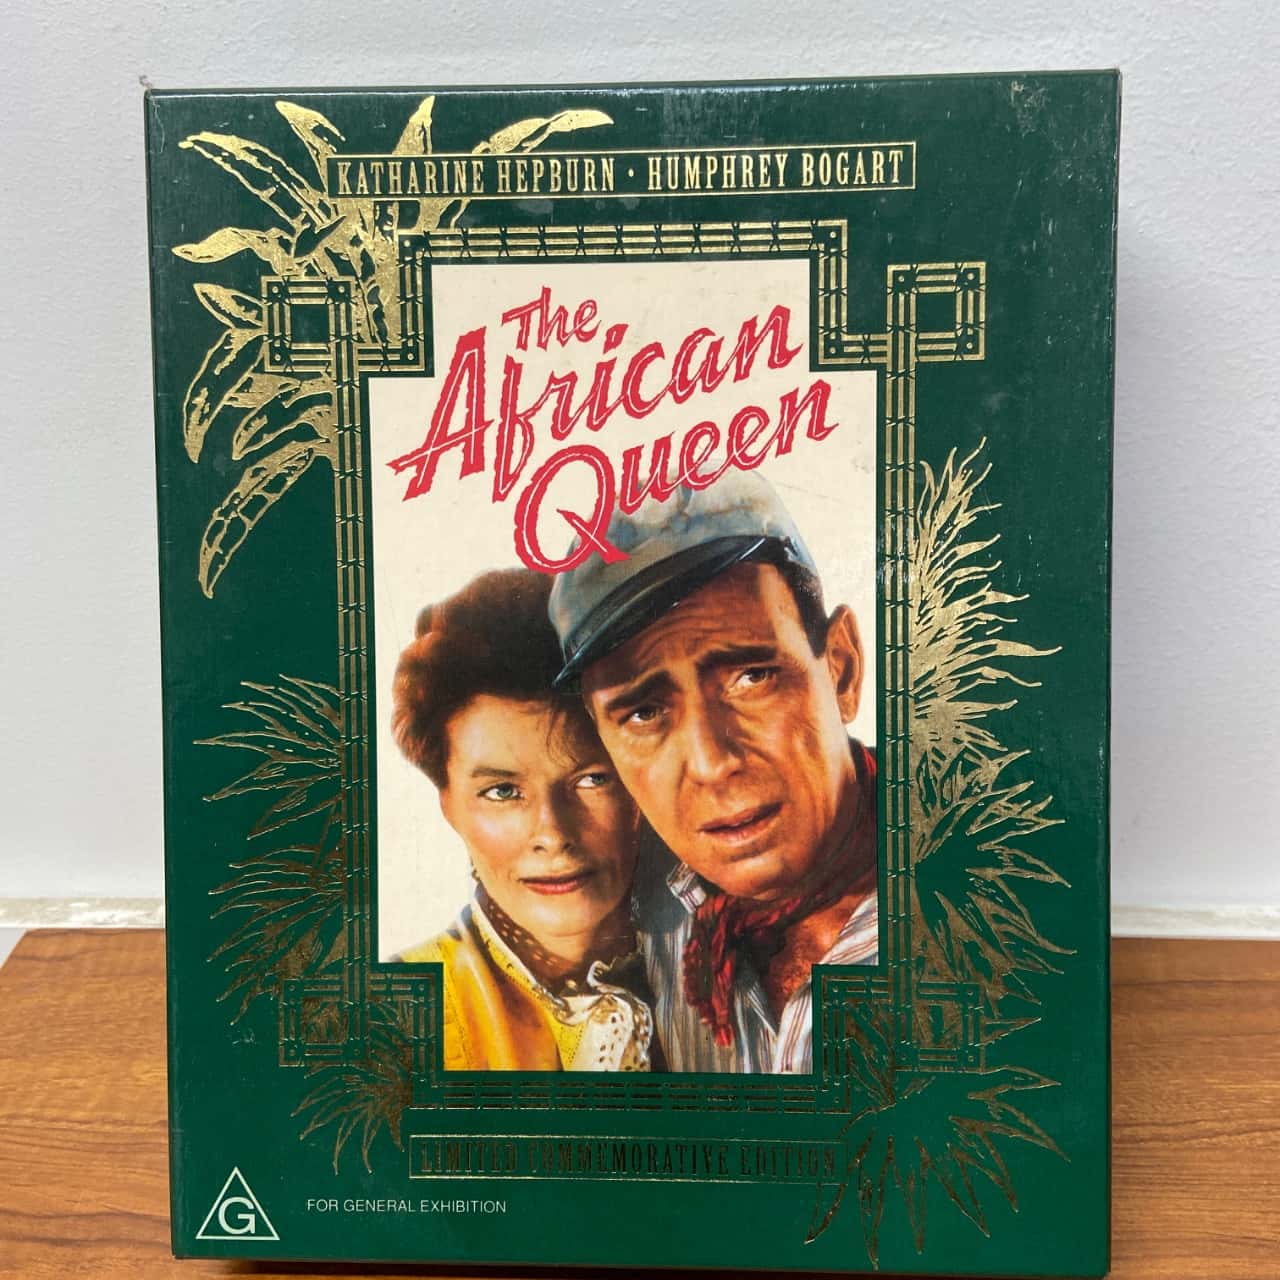 KATHARINE HEPBURN • HUMPHREY BOGART
The
African
Queen
LIMITED COMMEMORATIVE EDITION
G
FOR GENERAL EXHIBITION